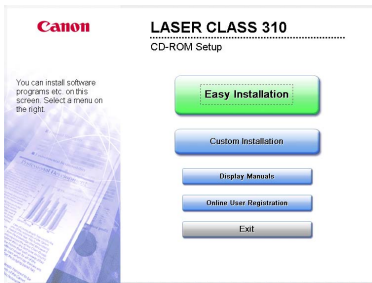 Canon
LASER CLASS 310
CD-ROM Setup
You can install software
programs etc. on this
screen. Select a menu on
the right.
Easy Installation
Custom Installation
Display Manuals
Online User Registration
Exit